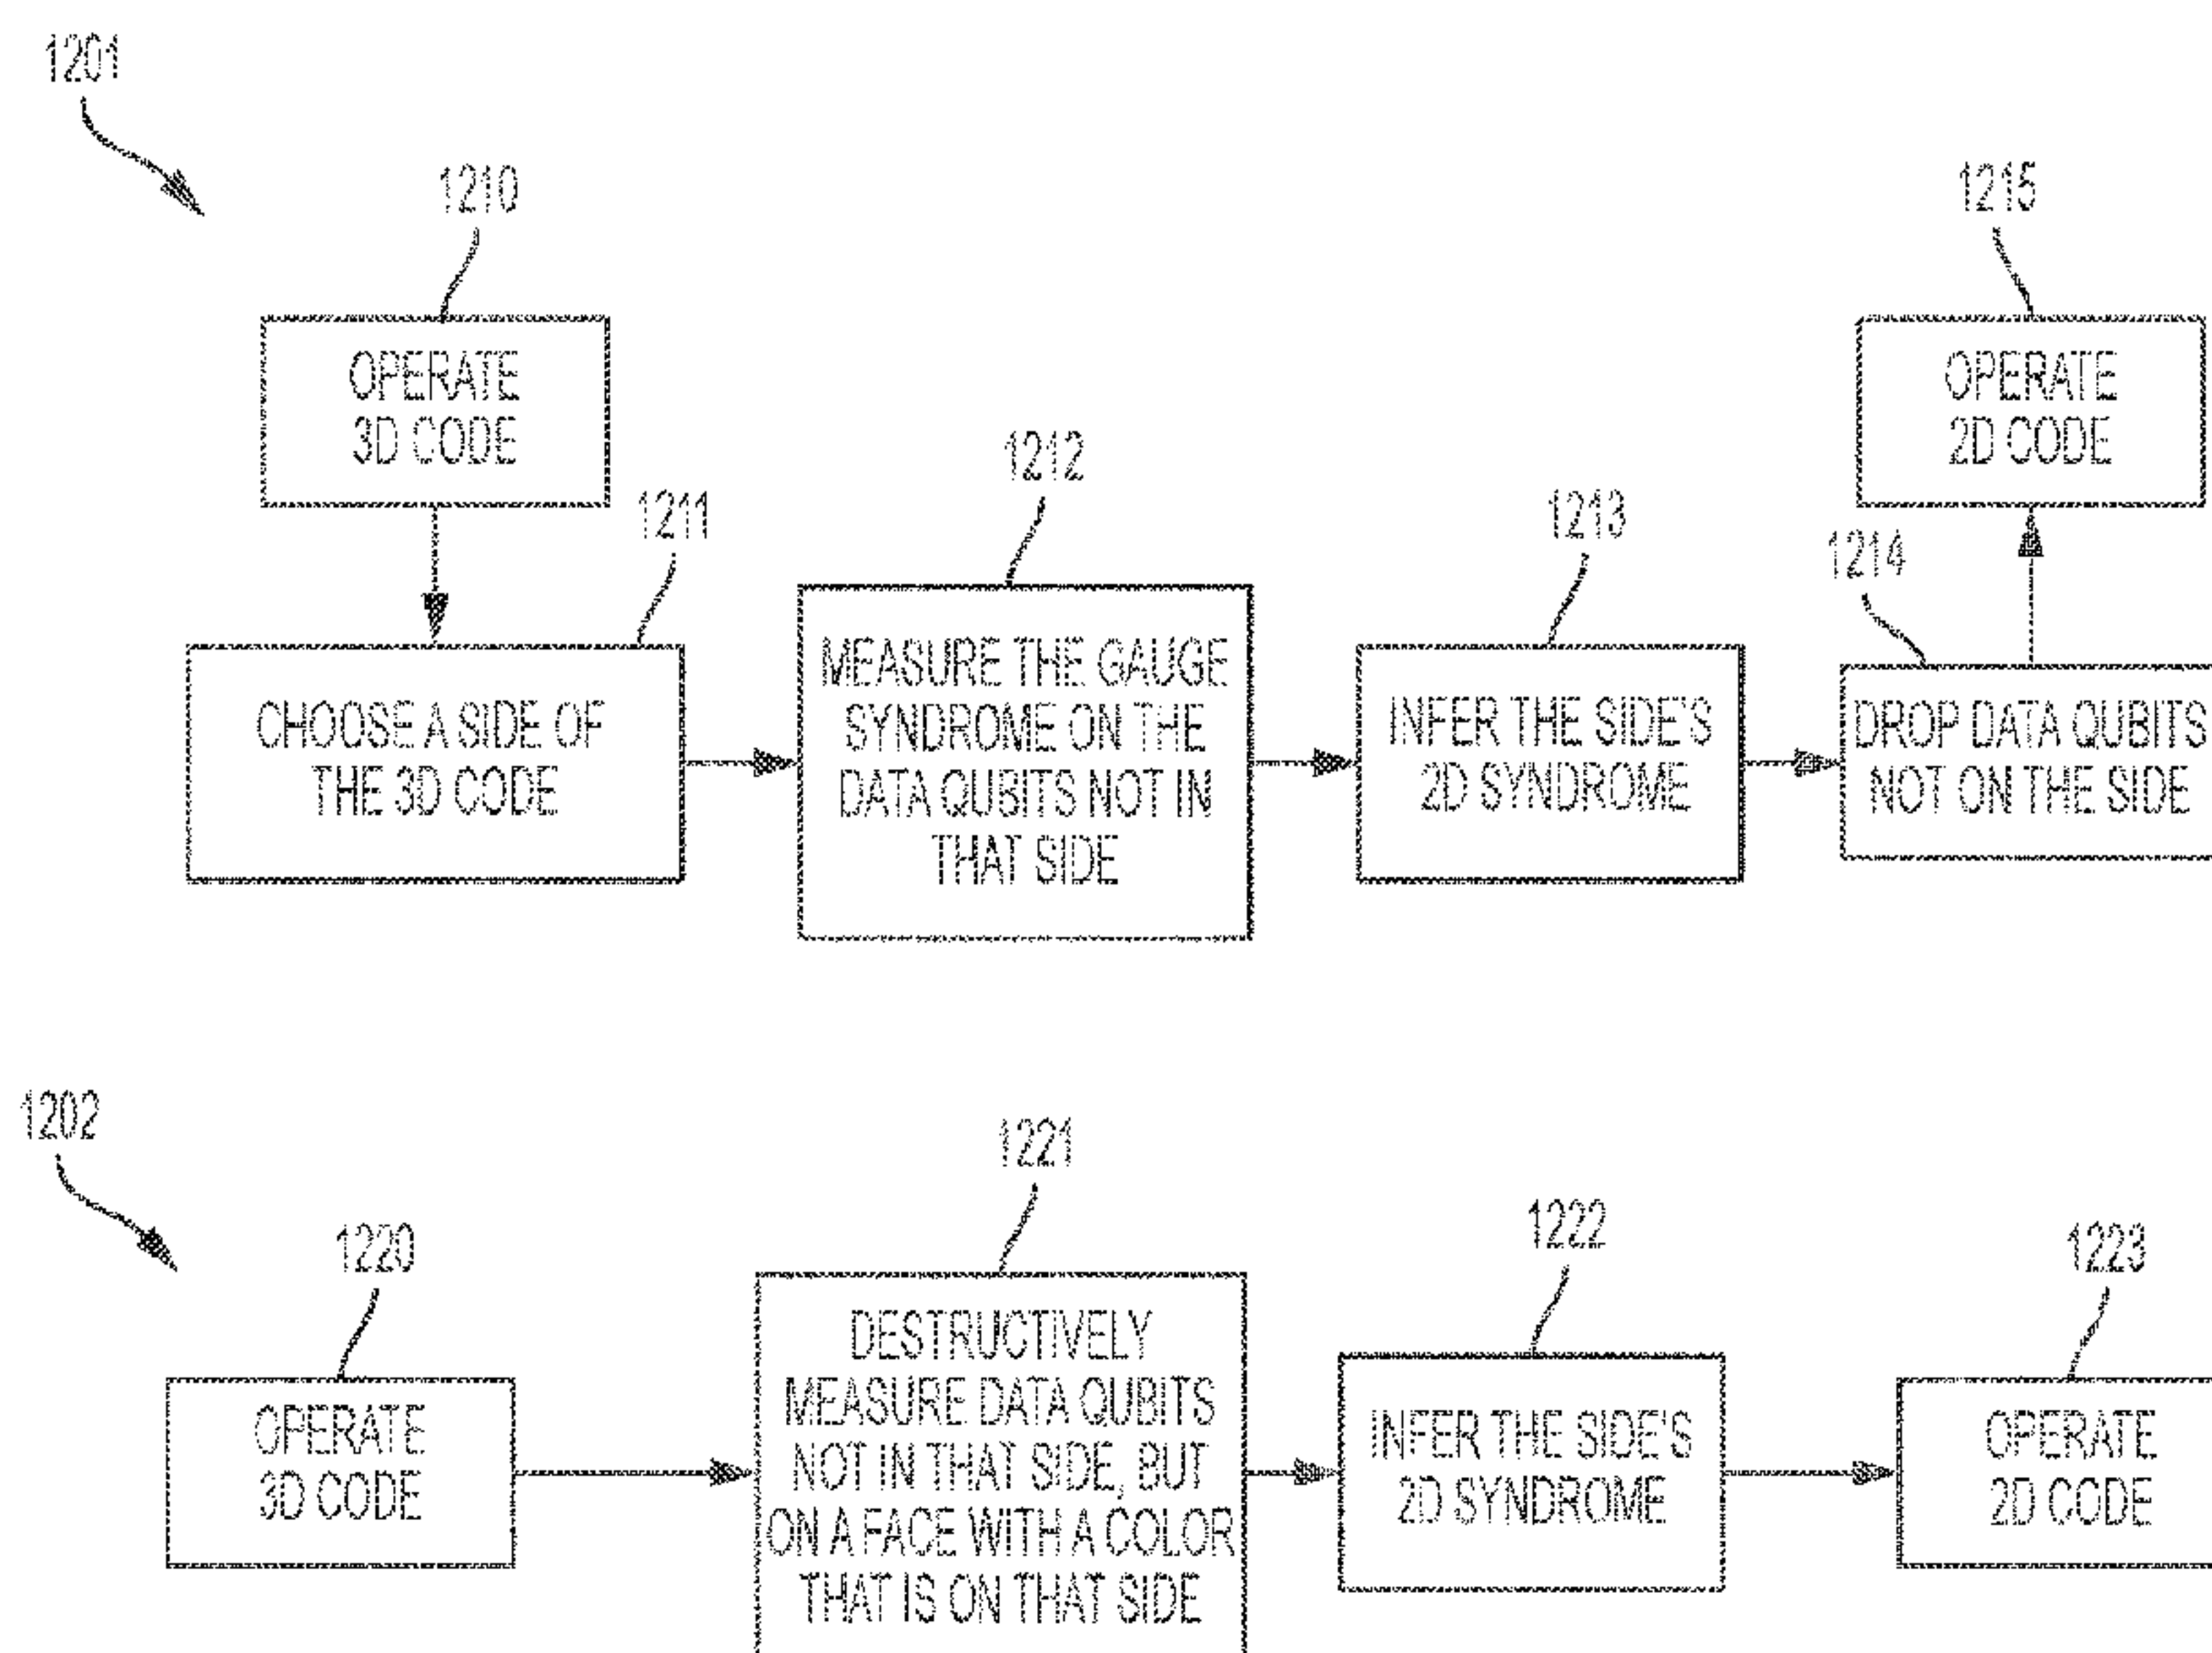 1201
1210
OPERATE
3D CODE
1211
CHOOSE A SIDE OF
THE 3D CODE
1212
MEASURE THE GAUGE
SYNDROME ON THE
DATA QUBITS NOT IN
THAT SIDE
1213
INFER THE SIDE'S
2D SYNDROME
1214
DROP DATA QUBITS
NOT ON THE SIDE
1215
OPERATE
2D CODE
1202
1220
OPERATE
3D CODE
1221
DESTRUCTIVELY
MEASURE DATA QUBITS
NOT IN THAT SIDE, BUT
ON A FACE WITH A COLOR
THAT IS ON THAT SIDE
1222
INFER THE SIDE'S
2D SYNDROME
1223
OPERATE
2D CODE